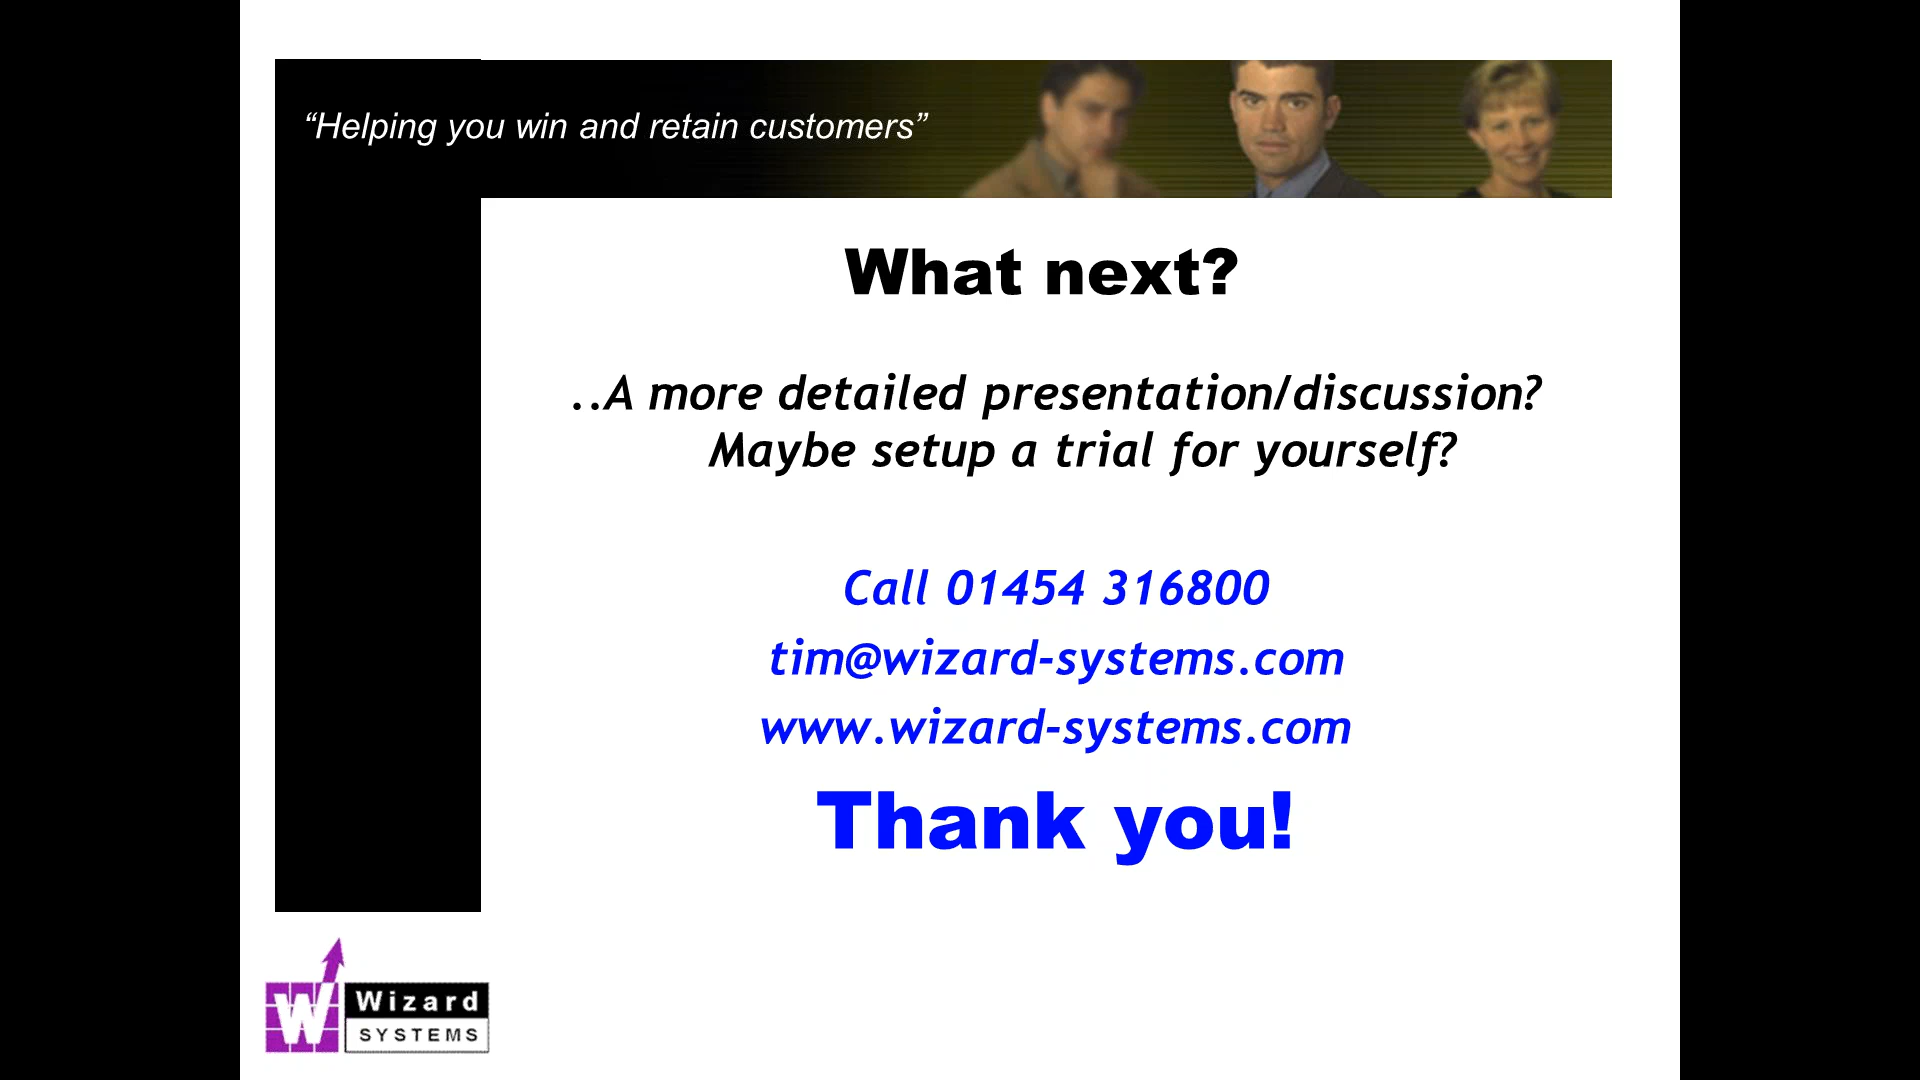 “Helping you win and retain customers”
What next?
..A more detailed presentation/discussion?
Maybe setup a trial for yourself?
Call 01454 316800
tim@wizard-systems.com
www.wizard-systems.com
Thank you!
W
Wizard
SYSTEMS